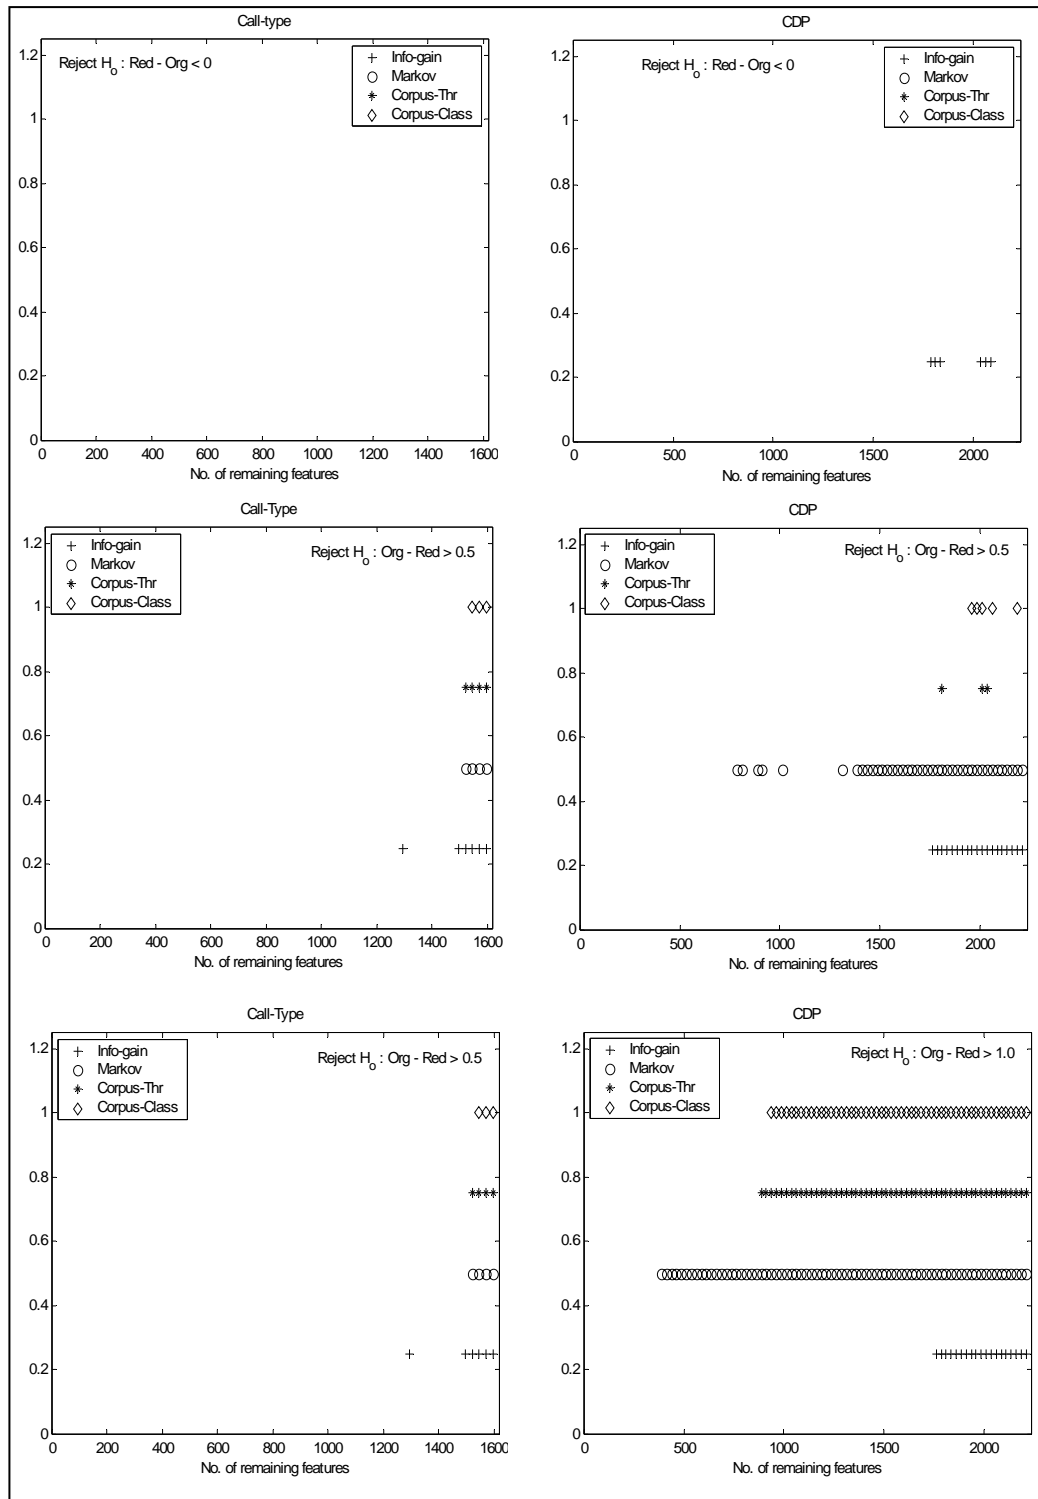 Call-type
Reject Ho : Red - Org < 0
Info-gain
Markov
Corpus-Thr
Corpus-Class
1.2
1
0.8
0.6
0.4
0.2
0
0 200 400 600 800 1000 1200 1400 1600
No. of remaining features
CDP
Reject Ho : Red - Org < 0
Info-gain
Markov
Corpus-Thr
Corpus-Class
1.2
1
0.8
0.6
0.4
0.2
0
0 500 1000 1500 2000
No. of remaining features
Call-Type
Info-gain
Markov
Corpus-Thr
Corpus-Class
Reject Ho : Org - Red > 0.5
1.2
1
0.8
0.6
0.4
0.2
0
0 200 400 600 800 1000 1200 1400 1600
No. of remaining features
CDP
Info-gain
Markov
Corpus-Thr
Corpus-Class
Reject Ho : Org - Red > 0.5
1.2
1
0.8
0.6
0.4
0.2
0
0 500 1000 1500 2000
No. of remaining features
Call-Type
Info-gain
Markov
Corpus-Thr
Corpus-Class
Reject Ho : Org - Red > 0.5
1.2
1
0.8
0.6
0.4
0.2
0
0 200 400 600 800 1000 1200 1400 1600
No. of remaining features
CDP
Info-gain
Markov
Corpus-Thr
Corpus-Class
Reject Ho : Org - Red > 1.0
1.2
1
0.8
0.6
0.4
0.2
0
0 500 1000 1500 2000
No. of remaining features